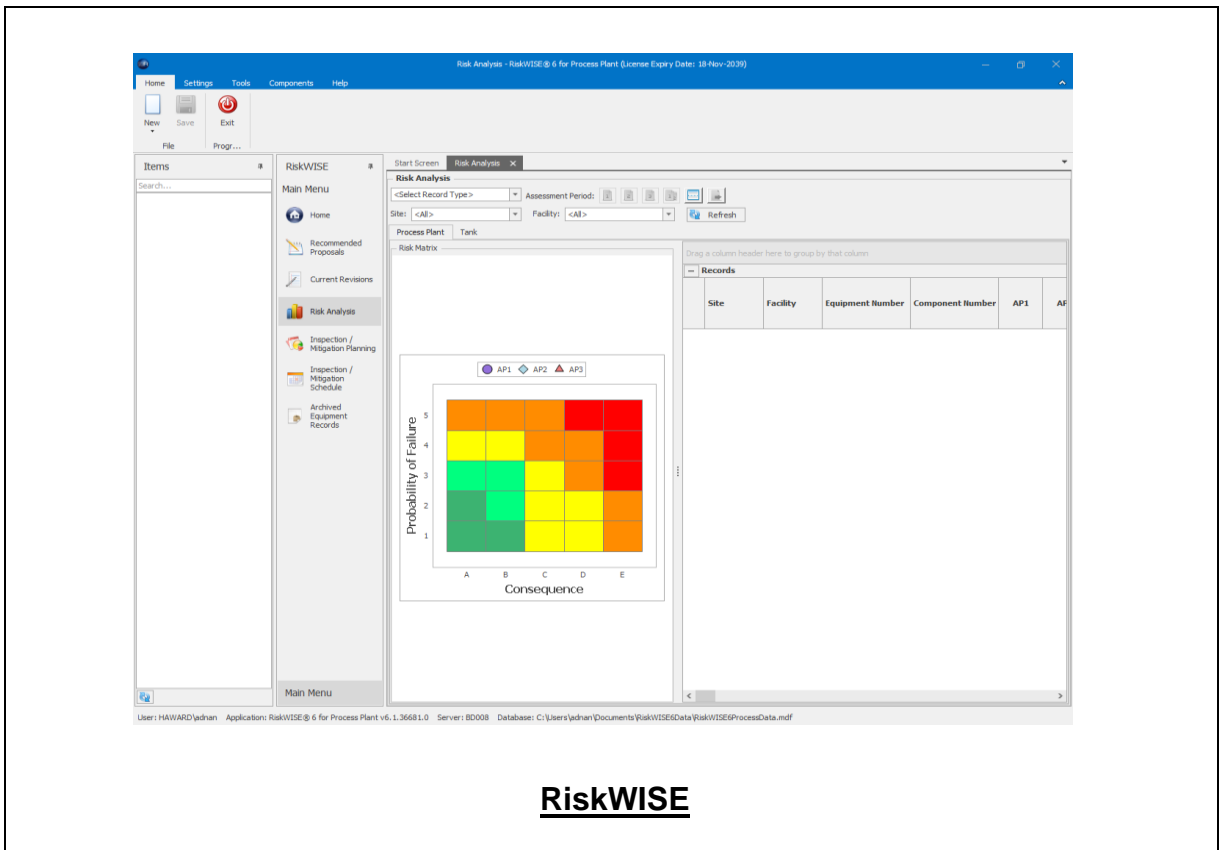 Risk Analysis - RiskWISE® 6 for Process Plant (License Expiry Date: 18-Nov-2039)
Home Settings Tools Components Help
New Save Exit
File Progr...
Items
Search...
RiskWISE
Main Menu
Home
Recommended
Proposals
Current Revisions
Risk Analysis
Inspection /
Mitigation Planning
Inspection /
Mitigation
Schedule
Archived
Equipment
Records
Main Menu
Start Screen Risk Analysis
Risk Analysis
<Select Record Type> Assessment Period:
Site: <All> Facility: <All> Refresh
Process Plant Tank
Risk Matrix
AP1 AP2 AP3
Probability of Failure
5
4
3
2
1
A B C D E
Consequence
Drag a column header here to group by that column
Records
Site Facility Equipment Number Component Number AP1 AP
User: HAWARD\adnan Application: RiskWISE® 6 for Process Plant v6.1.36681.0 Server: BD008 Database: C:\Users\adnan\Documents\RiskWISE6Data\RiskWISE6ProcessData.mdf
RiskWISE